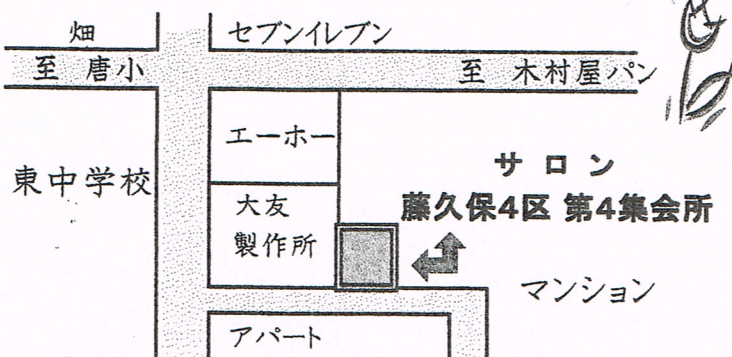 畑
セブンイレブン
至 唐小
至 木村屋パン
エーホー
東中学校
サロン
藤久保4区 第4集会所
大友
製作所
マンション
アパート